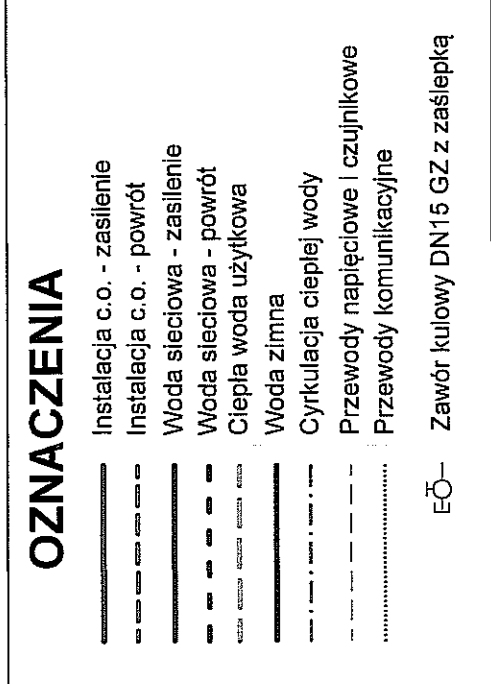 OZNACZENIA
Instalacja c.o. - zasilenie
Instalacja c.o. - powrót
Woda sieciowa - zasilenie
Woda sieciowa - powrót
Ciepła woda użytkowa
Woda zimna
Cyrkulacja ciepłej wody
Przewody napięciowe i czujnikowe
Przewody komunikacyjne
Zawór kulowy DN15 GZ z zaślepką